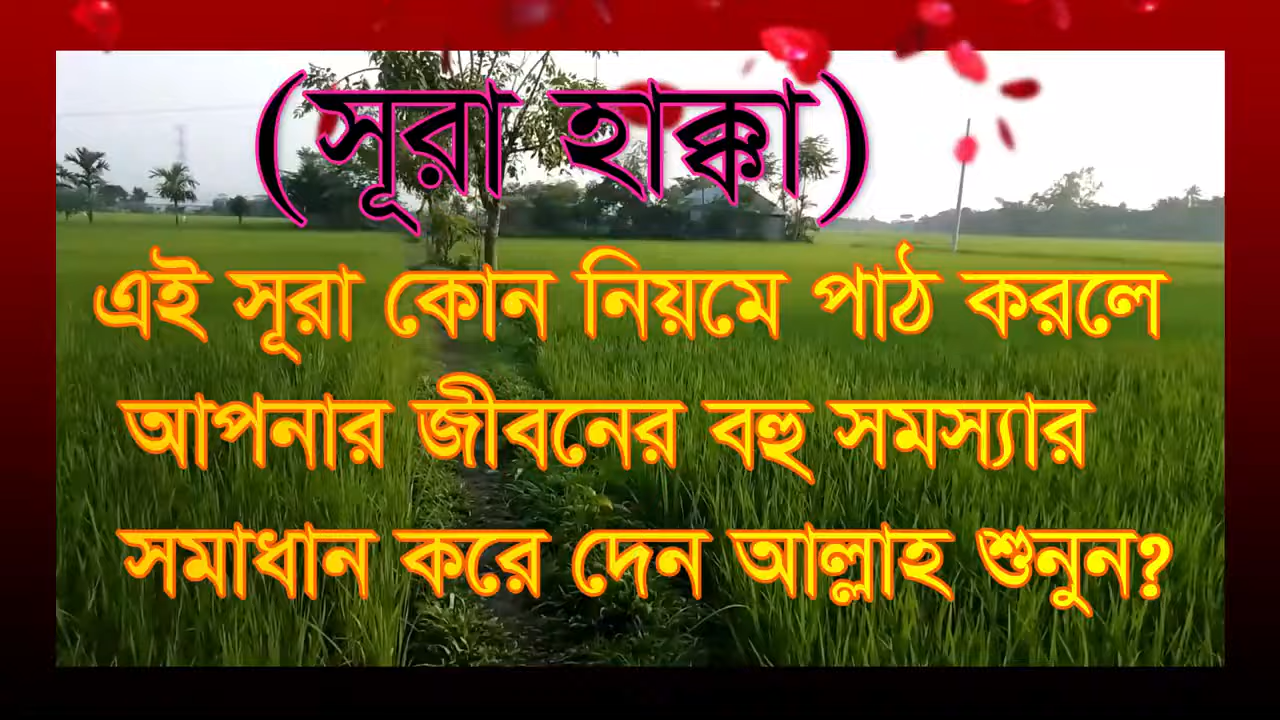 (সূরা হাক্কা)
এই সূরা কোন নিয়মে পাঠ করলে
আপনার জীবনের বহু সমস্যার
সমাধান করে দেন আল্লাহ শুনুন?